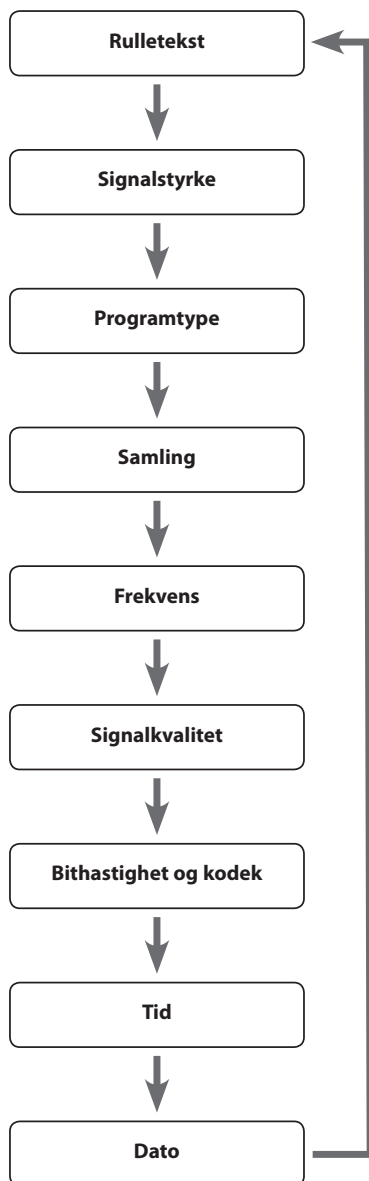 Rulletekst
Signalstyrke
Programtype
Samling
Frekvens
Signalkvalitet
Bithastighet og kodek
Tid
Dato